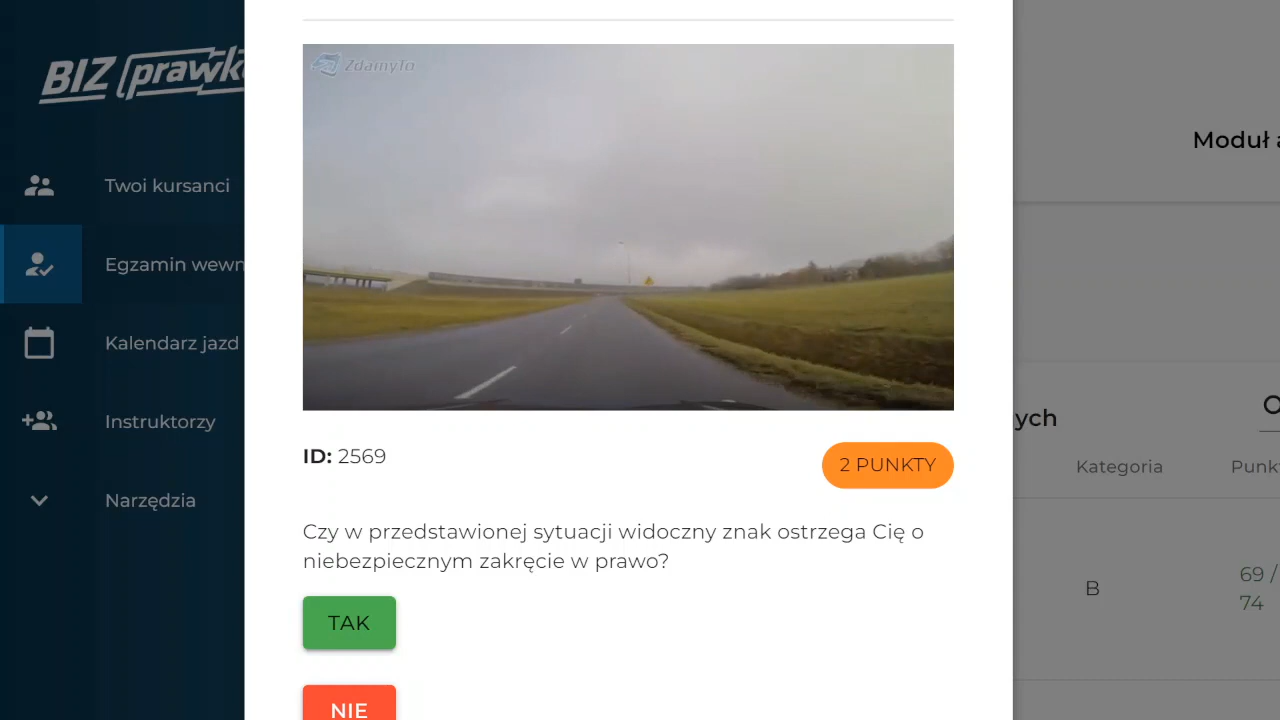 BIZ prawk
ZdamyTo
Moduł a
Twoi kursanci
Egzamin wewn
Kalendarz jazd
Instruktorzy
Narzędzia
ych
Kategoria
Punk
ID: 2569
2 PUNKTY
Czy w przedstawionej sytuacji widoczny znak ostrzega Cię o
niebezpiecznym zakręcie w prawo?
B
69 /
74
TAK
NIE